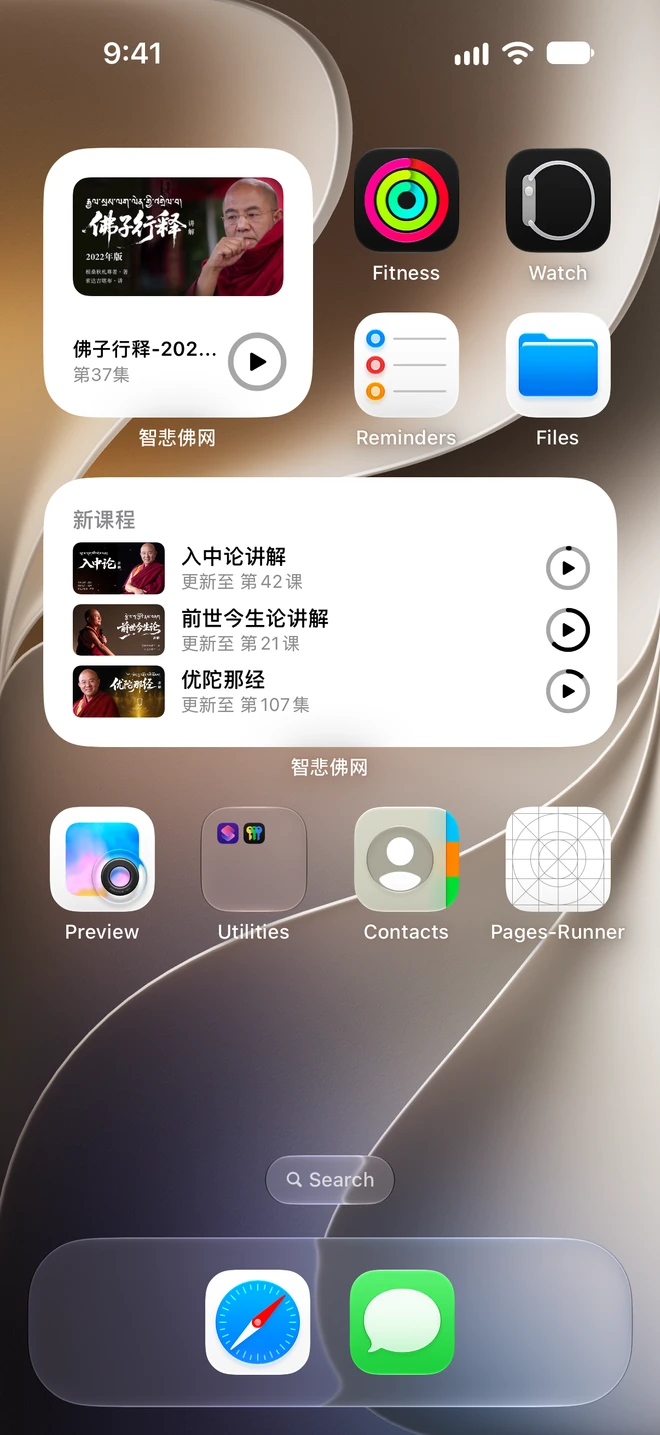 9:41
佛子行释
讲解
2022年版
佛子行释-202...
第37集
智悲佛网
Fitness
Watch
Reminders
Files
新课程
入中论
入中论讲解
更新至 第42课
前世今生论
前世今生论讲解
更新至 第21课
优陀那经
优陀那经
更新至 第107集
智悲佛网
Preview
Utilities
Contacts
Pages-Runner
Search